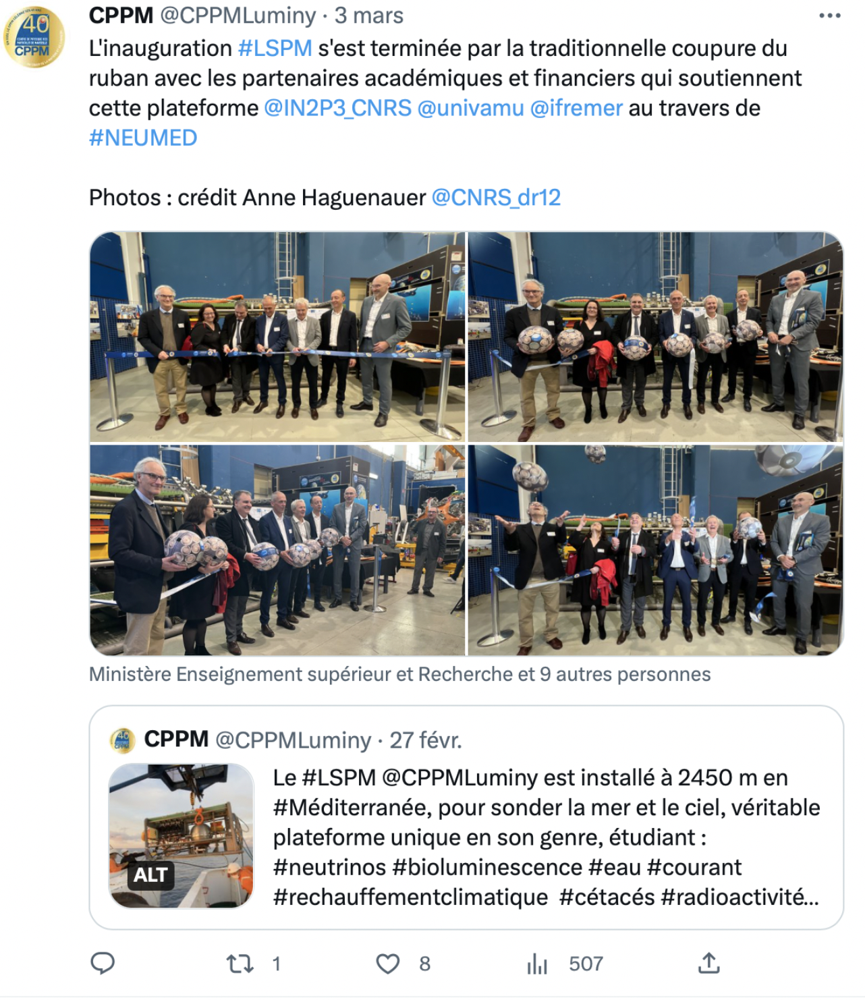 CPPM @CPPMLuminy · 3 mars
L'inauguration #LSPM s'est terminée par la traditionnelle coupure du
ruban avec les partenaires académiques et financiers qui soutiennent
cette plateforme @IN2P3_CNRS @univamu @ifremer au travers de
#NEUMED
Photos : crédit Anne Haguenauer @CNRS_dr12
Ministère Enseignement supérieur et Recherche et 9 autres personnes
CPPM @CPPMLuminy · 27 févr.
Le #LSPM @CPPMLuminy est installé à 2450 m en
#Méditerranée, pour sonder la mer et le ciel, véritable
plateforme unique en son genre, étudiant :
#neutrinos #bioluminescence #eau #courant
#rechauffementclimatique #cétacés #radioactivité...
ALT
1 8 507
40
CPPM